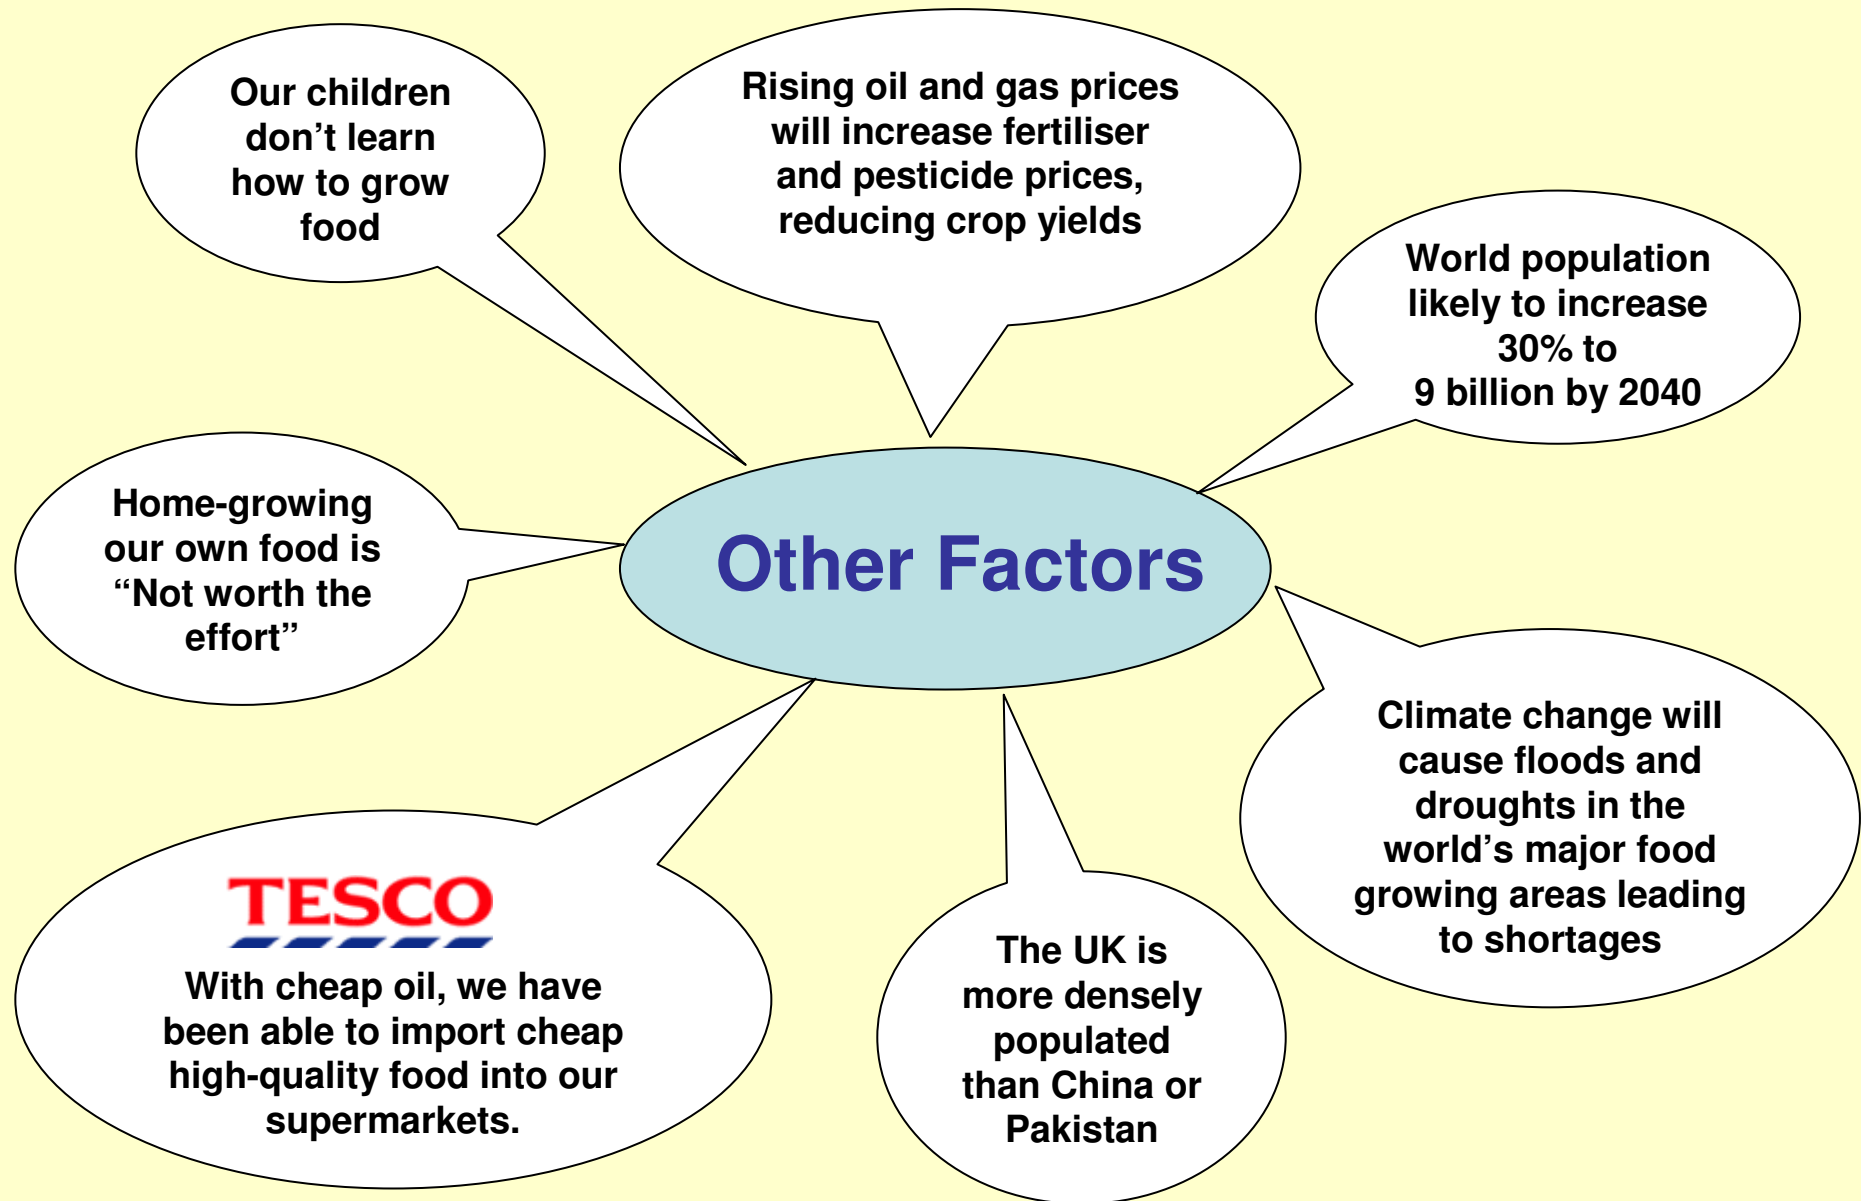 Our children
don’t learn
how to grow
food
Rising oil and gas prices
will increase fertiliser
and pesticide prices,
reducing crop yields
World population
likely to increase
30% to
9 billion by 2040
Home-growing
our own food is
“Not worth the
effort”
Other Factors
Climate change will
cause floods and
droughts in the
world’s major food
growing areas leading
to shortages
TESCO
With cheap oil, we have
been able to import cheap
high-quality food into our
supermarkets.
The UK is
more densely
populated
than China or
Pakistan